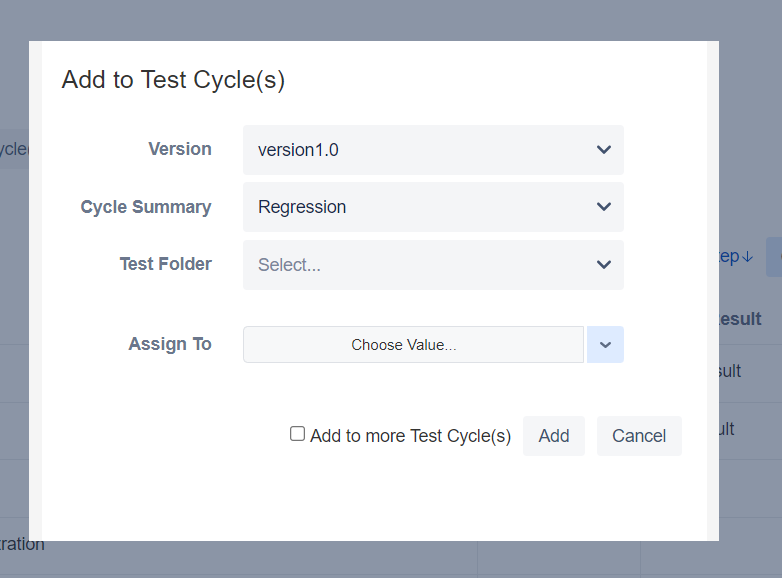 Add to Test Cycle(s)
Version
version1.0
Cycle Summary
Regression
Test Folder
Select...
Assign To
Choose Value...
Add to more Test Cycle(s)
Add
Cancel